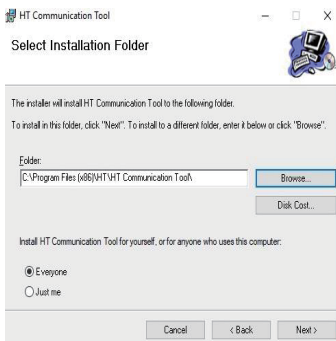 HT Communication Tool
Select Installation Folder
The installer will install HT Communication Tool to the following folder.
To install in this folder, click "Next". To install to a different folder, enter it below or click "Browse".
Folder:
C:\Program Files (x86)\HT\HT Communication Tool\
Browse...
Disk Cost...
Install HT Communication Tool for yourself, or for anyone who uses this computer:
Everyone
Just me
Cancel
< Back
Next >